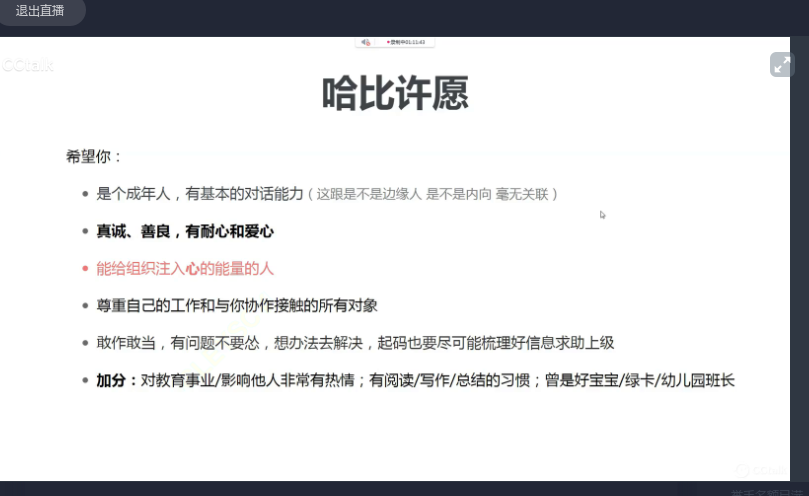 退出直播
录制中01:11:43
CCtalk
哈比许愿
希望你：
是个成年人，有基本的对话能力（这跟是不是边缘人 是不是内向 毫无关联）
真诚、善良，有耐心和爱心
能给组织注入心的能量的人
尊重自己的工作和与你协作接触的所有对象
敢作敢当，有问题不要怂，想办法去解决，起码也要尽可能梳理好信息求助上级
加分：对教育事业/影响他人非常有热情；有阅读/写作/总结的习惯；曾是好宝宝/绿卡/幼儿园班长